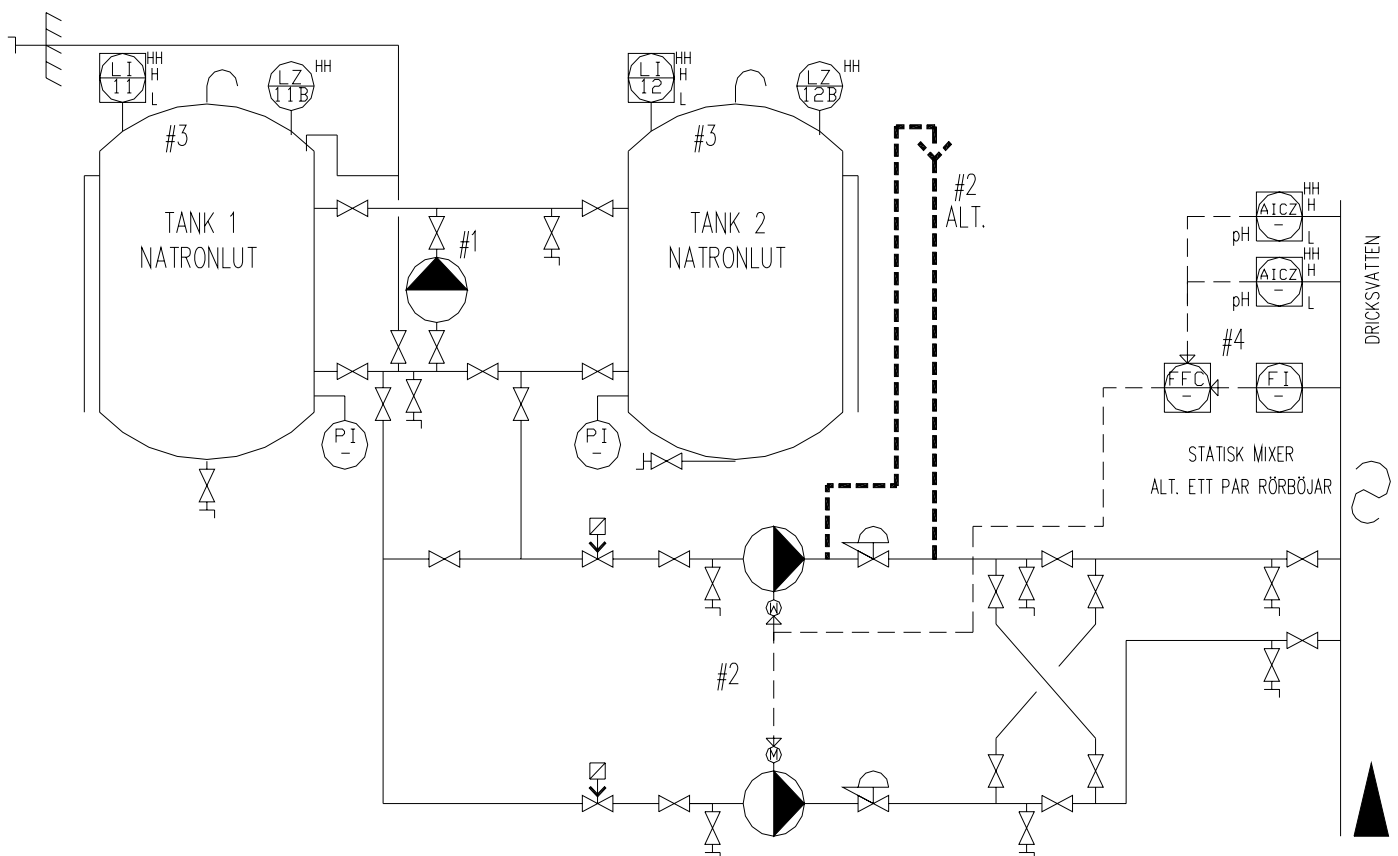 LI
11
HH
H
L
LZ
11B
HH
LI
12
HH
H
L
LZ
12B
HH
#3
#3
TANK 1
NATRONLUT
#1
TANK 2
NATRONLUT
#2
ALT.
AICZ
-
HH
H
L
pH
AICZ
-
HH
H
L
pH
DRICKSVATTEN
#4
FFC
-
FI
-
PI
-
PI
-
STATISK MIXER
ALT. ETT PAR RÖRBÖJAR
M
#2
M